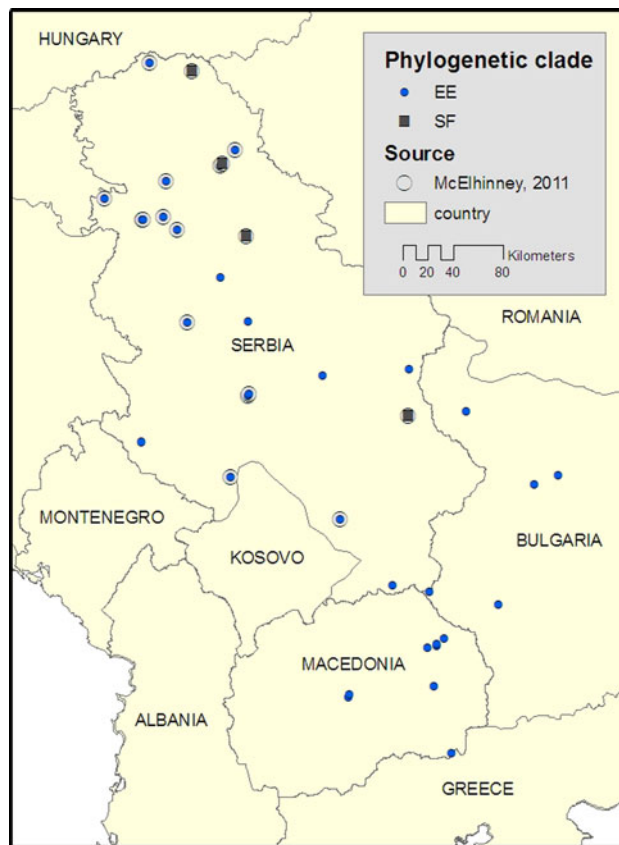 HUNGARY
Phylogenetic clade
EE
SF
Source
McElhinney, 2011
country
Kilometers
0 20 40 80
ROMANIA
SERBIA
MONTENEGRO
KOSOVO
BULGARIA
MACEDONIA
ALBANIA
GREECE